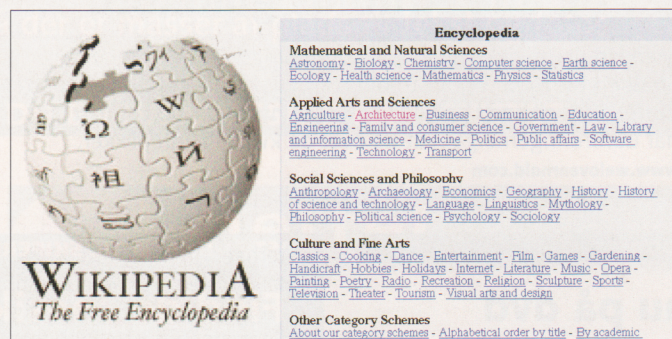 Ω
W
И
祖
WIKIPEDIA
The Free Encyclopedia
Encyclopedia
Mathematical and Natural Sciences
Astronomy - Biology - Chemistry - Computer science - Earth science -
Ecology - Health science - Mathematics - Physics - Statistics
Applied Arts and Sciences
Agriculture - Architecture - Business - Communication - Education -
Engineering - Family and consumer science - Government - Law - Library
and information science - Medicine - Politics - Public affairs - Software
engineering - Technology - Transport
Social Sciences and Philosophy
Anthropology - Archaeology - Economics - Geography - History - History
of science and technology - Language - Linguistics - Mythology -
Philosophy - Political science - Psychology - Sociology
Culture and Fine Arts
Classics - Cooking - Dance - Entertainment - Film - Games - Gardening -
Handicraft - Hobbies - Holidays - Internet - Literature - Music - Opera -
Painting - Poetry - Radio - Recreation - Religion - Sculpture - Sports -
Television - Theater - Tourism - Visual arts and design
Other Category Schemes
About our category schemes - Alphabetical order by title - By academic